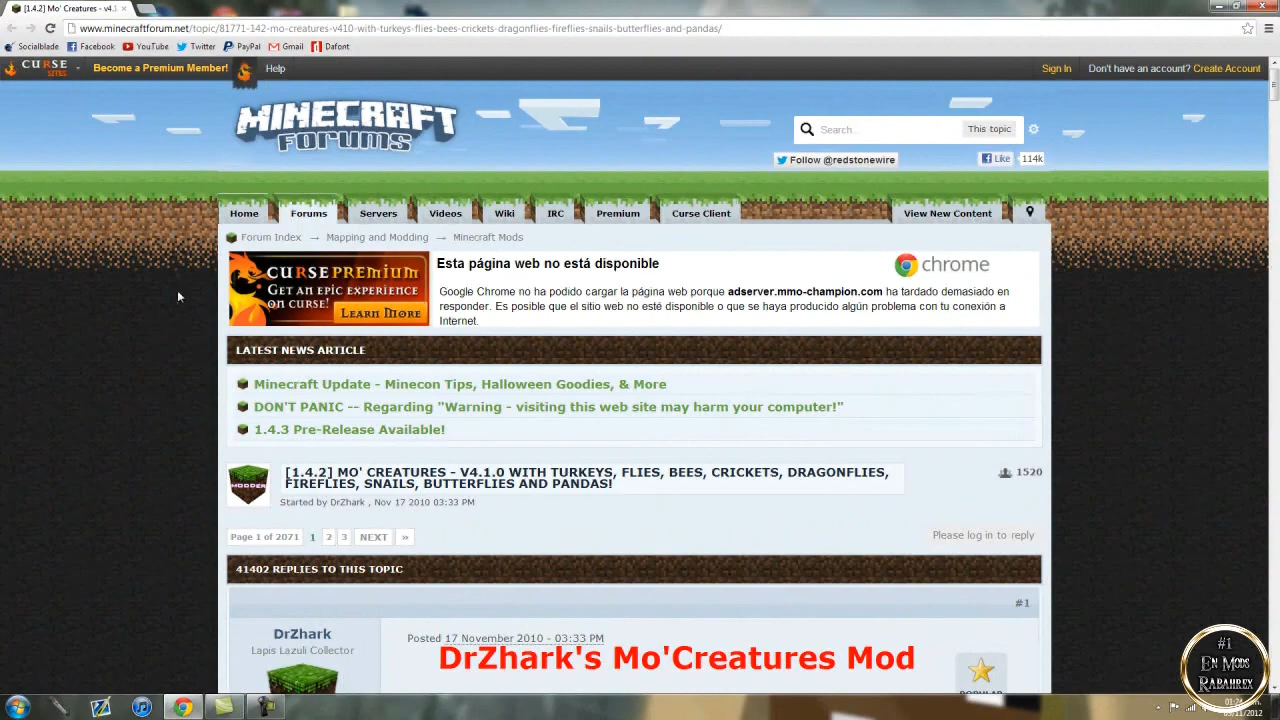 [1.4.2] Mo' Creatures - v4.1
www.minecraftforum.net/topic/81771-142-mo-creatures-v410-with-turkeys-flies-bees-crickets-dragonflies-fireflies-snails-butterflies-and-pandas/
Socialblade Facebook YouTube Twitter PayPal Gmail Dafont
CURSE SITES Become a Premium Member! Help Sign In Don't have an account? Create Account
MINECRAFT
FORUMS
Search... This topic
Follow @redstonewire Like 114k
Home Forums Servers Videos Wiki IRC Premium Curse Client View New Content
Forum Index → Mapping and Modding → Minecraft Mods
CURSE PREMIUM
GET AN EPIC EXPERIENCE
ON CURSE! LEARN MORE
Esta página web no está disponible
chrome
Google Chrome no ha podido cargar la página web porque adserver.mmo-champion.com ha tardado demasiado en
responder. Es posible que el sitio web no esté disponible o que se haya producido algún problema con tu conexión a
Internet.
LATEST NEWS ARTICLE
Minecraft Update - Minecon Tips, Halloween Goodies, & More
DON'T PANIC -- Regarding "Warning - visiting this web site may harm your computer!"
1.4.3 Pre-Release Available!
MODDER
[1.4.2] MO' CREATURES - V4.1.0 WITH TURKEYS, FLIES, BEES, CRICKETS, DRAGONFLIES,
FIREFLIES, SNAILS, BUTTERFLIES AND PANDAS!
1520
Started by DrZhark , Nov 17 2010 03:33 PM
Page 1 of 2071 1 2 3 NEXT »
Please log in to reply
41402 REPLIES TO THIS TOPIC
#1
DrZhark
Lapis Lazuli Collector
Posted 17 November 2010 - 03:33 PM
DrZhark's Mo'Creatures Mod
POPULAR
#1
EN MODS
RABAHREX